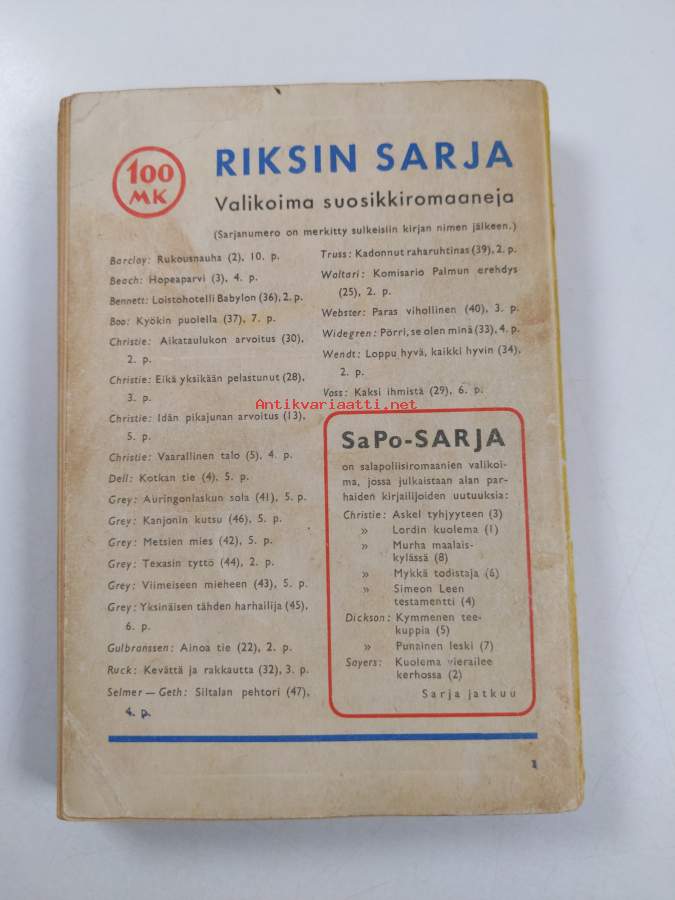 100
MK
RIKSIN SARJA
Valikoima suosikkiromaaneja
(Sarjanumero on merkitty sulkeisiin kirjan nimen jälkeen.)
Barclay: Rukousnauha (2), 10. p.
Beach: Hopeaparvi (3), 4. p.
Bennett: Loistohotelli Babylon (36), 2. p.
Boo: Kyökin puolella (37), 7. p.
Christie: Aikataulukon arvoitus (30),
2. p.
Christie: Eikä yksikään pelastunut (28),
3. p.
Christie: Idän pikajunan arvoitus (13),
5. p.
Christie: Vaarallinen talo (5), 4. p.
Dell: Kotkan tie (4), 5. p.
Grey: Auringonlaskun sola (41), 5. p.
Grey: Kanjonin kutsu (46), 5. p.
Grey: Metsien mies (42), 5. p.
Grey: Texasin tyttö (44), 2. p.
Grey: Viimeiseen mieheen (43), 5. p.
Grey: Yksinäisen tähden harhailija (45),
6. p.
Gulbranssen: Ainoa tie (22), 2. p.
Ruck: Kevättä ja rakkautta (32), 3. p.
Selmer—Geth: Siltalan pehtori (47),
4. p.
Truss: Kadonnut raharuhtinas (39), 2. p.
Waltari: Komisario Palmun erehdys
(25), 2. p.
Webster: Paras vihollinen (40), 3. p.
Widegren: Pörri, se olen minä (33), 4. p.
Wendt: Loppu hyvä, kaikki hyvin (34),
2. p.
Voss: Kaksi ihmistä (29), 6. p.
Antikvariaatti.net
SaPo-SARJA
on salapoliisiromaanien valikoi-
ma, jossa julkaistaan alan par-
haiden kirjailijoiden uutuuksia:
Christie: Askel tyhjyyteen (3)
» Lordin kuolema (1)
» Murha maalais-
kylässä (8)
» Mykkä todistaja (6)
» Simeon Leen
testamentti (4)
Dickson: Kymmenen tee-
kuppia (5)
» Punainen leski (7)
Sayers: Kuolema vierailee
kerhossa (2)
Sarja jatkuu
1